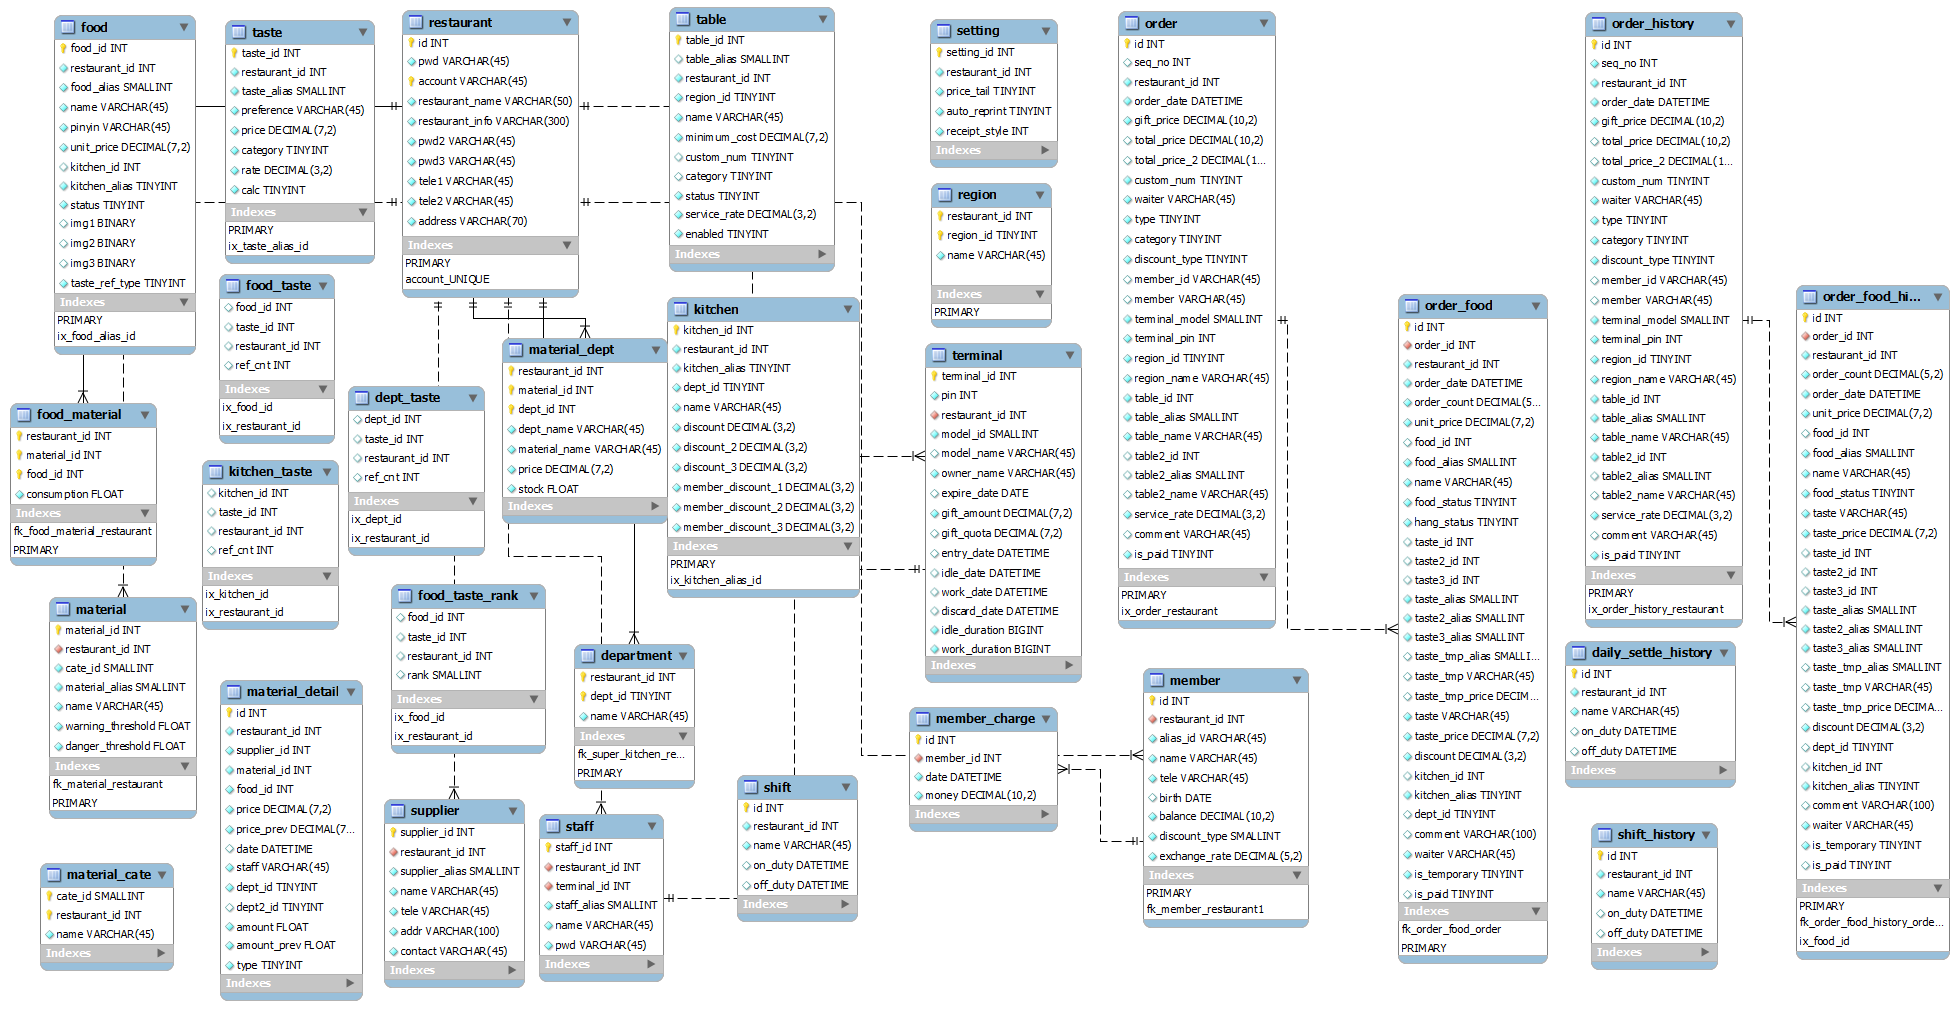 food
food_id INT
restaurant_id INT
food_alias SMALLINT
name VARCHAR(45)
pinyin VARCHAR(45)
unit_price DECIMAL(7,2)
kitchen_id INT
kitchen_alias TINYINT
status TINYINT
img1 BINARY
img2 BINARY
img3 BINARY
taste_ref_type TINYINT
Indexes
PRIMARY
ix_food_alias_id
taste
taste_id INT
restaurant_id INT
taste_alias SMALLINT
preference VARCHAR(45)
price DECIMAL(7,2)
category TINYINT
rate DECIMAL(3,2)
calc TINYINT
Indexes
PRIMARY
ix_taste_alias_id
restaurant
id INT
pwd VARCHAR(45)
account VARCHAR(45)
restaurant_name VARCHAR(50)
restaurant_info VARCHAR(300)
pwd2 VARCHAR(45)
pwd3 VARCHAR(45)
tele1 VARCHAR(45)
tele2 VARCHAR(45)
address VARCHAR(70)
Indexes
PRIMARY
account_UNIQUE
table
table_id INT
table_alias SMALLINT
restaurant_id INT
region_id TINYINT
name VARCHAR(45)
minimum_cost DECIMAL(7,2)
custom_num TINYINT
category TINYINT
status TINYINT
service_rate DECIMAL(3,2)
enabled TINYINT
Indexes
setting
setting_id INT
restaurant_id INT
price_tail TINYINT
auto_reprint TINYINT
receipt_style INT
Indexes
region
restaurant_id INT
region_id TINYINT
name VARCHAR(45)
Indexes
PRIMARY
order
id INT
seq_no INT
restaurant_id INT
order_date DATETIME
gift_price DECIMAL(10,2)
total_price DECIMAL(10,2)
total_price_2 DECIMAL(1...
custom_num TINYINT
waiter VARCHAR(45)
type TINYINT
category TINYINT
discount_type TINYINT
member_id VARCHAR(45)
member VARCHAR(45)
terminal_model SMALLINT
terminal_pin INT
region_id TINYINT
region_name VARCHAR(45)
table_id INT
table_alias SMALLINT
table_name VARCHAR(45)
table2_id INT
table2_alias SMALLINT
table2_name VARCHAR(45)
service_rate DECIMAL(3,2)
comment VARCHAR(45)
is_paid TINYINT
Indexes
PRIMARY
ix_order_restaurant
order_history
id INT
seq_no INT
restaurant_id INT
order_date DATETIME
gift_price DECIMAL(10,2)
total_price DECIMAL(10,2)
total_price_2 DECIMAL(1...
custom_num TINYINT
waiter VARCHAR(45)
type TINYINT
category TINYINT
discount_type TINYINT
member_id VARCHAR(45)
member VARCHAR(45)
terminal_model SMALLINT
terminal_pin INT
region_id TINYINT
region_name VARCHAR(45)
table_id INT
table_alias SMALLINT
table_name VARCHAR(45)
table2_id INT
table2_alias SMALLINT
table2_name VARCHAR(45)
service_rate DECIMAL(3,2)
comment VARCHAR(45)
is_paid TINYINT
Indexes
PRIMARY
ix_order_history_restaurant
food_taste
food_id INT
taste_id INT
restaurant_id INT
ref_cnt INT
Indexes
ix_food_id
ix_restaurant_id
kitchen
kitchen_id INT
restaurant_id INT
kitchen_alias TINYINT
dept_id TINYINT
name VARCHAR(45)
discount DECIMAL(3,2)
discount_2 DECIMAL(3,2)
discount_3 DECIMAL(3,2)
member_discount_1 DECIMAL(3,2)
member_discount_2 DECIMAL(3,2)
member_discount_3 DECIMAL(3,2)
Indexes
PRIMARY
ix_kitchen_alias_id
material_dept
restaurant_id INT
material_id INT
dept_id INT
dept_name VARCHAR(45)
material_name VARCHAR(45)
price DECIMAL(7,2)
stock FLOAT
Indexes
terminal
terminal_id INT
pin INT
restaurant_id INT
model_id SMALLINT
model_name VARCHAR(45)
owner_name VARCHAR(45)
expire_date DATE
gift_amount DECIMAL(7,2)
gift_quota DECIMAL(7,2)
entry_date DATETIME
idle_date DATETIME
work_date DATETIME
discard_date DATETIME
idle_duration BIGINT
work_duration BIGINT
Indexes
order_food
id INT
order_id INT
restaurant_id INT
order_date DATETIME
order_count DECIMAL(5...
unit_price DECIMAL(7,2)
food_id INT
food_alias SMALLINT
name VARCHAR(45)
food_status TINYINT
hang_status TINYINT
taste_id INT
taste2_id INT
taste3_id INT
taste_alias SMALLINT
taste2_alias SMALLINT
taste3_alias SMALLINT
taste_tmp_alias SMALLI...
taste_tmp VARCHAR(45)
taste_tmp_price DECIM...
taste VARCHAR(45)
taste_price DECIMAL(7,2)
discount DECIMAL(3,2)
kitchen_id INT
kitchen_alias TINYINT
dept_id TINYINT
comment VARCHAR(100)
waiter VARCHAR(45)
is_temporary TINYINT
is_paid TINYINT
Indexes
fk_order_food_order
PRIMARY
order_food_hi...
id INT
order_id INT
restaurant_id INT
order_count DECIMAL(5,2)
order_date DATETIME
unit_price DECIMAL(7,2)
food_id INT
food_alias SMALLINT
name VARCHAR(45)
food_status TINYINT
taste VARCHAR(45)
taste_price DECIMAL(7,2)
taste_id INT
taste2_id INT
taste3_id INT
taste_alias SMALLINT
taste2_alias SMALLINT
taste3_alias SMALLINT
taste_tmp_alias SMALLINT
taste_tmp VARCHAR(45)
taste_tmp_price DECIMA...
discount DECIMAL(3,2)
dept_id TINYINT
kitchen_id INT
kitchen_alias TINYINT
comment VARCHAR(100)
waiter VARCHAR(45)
is_temporary TINYINT
is_paid TINYINT
Indexes
PRIMARY
fk_order_food_history_orde...
ix_food_id
food_material
restaurant_id INT
material_id INT
food_id INT
consumption FLOAT
Indexes
fk_food_material_restaurant
PRIMARY
dept_taste
dept_id INT
taste_id INT
restaurant_id INT
ref_cnt INT
Indexes
ix_dept_id
ix_restaurant_id
kitchen_taste
kitchen_id INT
taste_id INT
restaurant_id INT
ref_cnt INT
Indexes
ix_kitchen_id
ix_restaurant_id
material
material_id INT
restaurant_id INT
cate_id SMALLINT
material_alias SMALLINT
name VARCHAR(45)
warning_threshold FLOAT
danger_threshold FLOAT
Indexes
fk_material_restaurant
PRIMARY
food_taste_rank
food_id INT
taste_id INT
restaurant_id INT
rank SMALLINT
Indexes
ix_food_id
ix_restaurant_id
department
restaurant_id INT
dept_id TINYINT
name VARCHAR(45)
Indexes
fk_super_kitchen_re...
PRIMARY
material_detail
id INT
restaurant_id INT
supplier_id INT
material_id INT
food_id INT
price DECIMAL(7,2)
price_prev DECIMAL(7...
date DATETIME
staff VARCHAR(45)
dept_id TINYINT
dept2_id TINYINT
amount FLOAT
amount_prev FLOAT
type TINYINT
Indexes
member
id INT
restaurant_id INT
alias_id VARCHAR(45)
name VARCHAR(45)
tele VARCHAR(45)
birth DATE
balance DECIMAL(10,2)
discount_type SMALLINT
exchange_rate DECIMAL(5,2)
Indexes
PRIMARY
fk_member_restaurant1
daily_settle_history
id INT
restaurant_id INT
name VARCHAR(45)
on_duty DATETIME
off_duty DATETIME
Indexes
member_charge
id INT
member_id INT
date DATETIME
money DECIMAL(10,2)
Indexes
shift
id INT
restaurant_id INT
name VARCHAR(45)
on_duty DATETIME
off_duty DATETIME
Indexes
supplier
supplier_id INT
restaurant_id INT
supplier_alias SMALLINT
name VARCHAR(45)
tele VARCHAR(45)
addr VARCHAR(100)
contact VARCHAR(45)
Indexes
staff
staff_id INT
restaurant_id INT
terminal_id INT
staff_alias SMALLINT
name VARCHAR(45)
pwd VARCHAR(45)
Indexes
shift_history
id INT
restaurant_id INT
name VARCHAR(45)
on_duty DATETIME
off_duty DATETIME
Indexes
material_cate
cate_id SMALLINT
restaurant_id INT
name VARCHAR(45)
Indexes